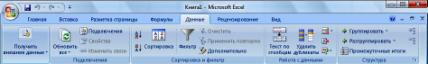 Книга1 - Microsoft Excel
Главная Вставка Разметка страницы Формулы Данные Рецензирование Вид
Получить внешние данные
Обновить все
Подключения
Свойства
Изменить связи
Подключения
Сортировка
Фильтр
Очистить
Применить повторно
Дополнительно
Сортировка и фильтр
Текст по столбцам
Удалить дубликаты
Работа с данными
Группировать
Разгруппировать
Промежуточные итоги
Структура